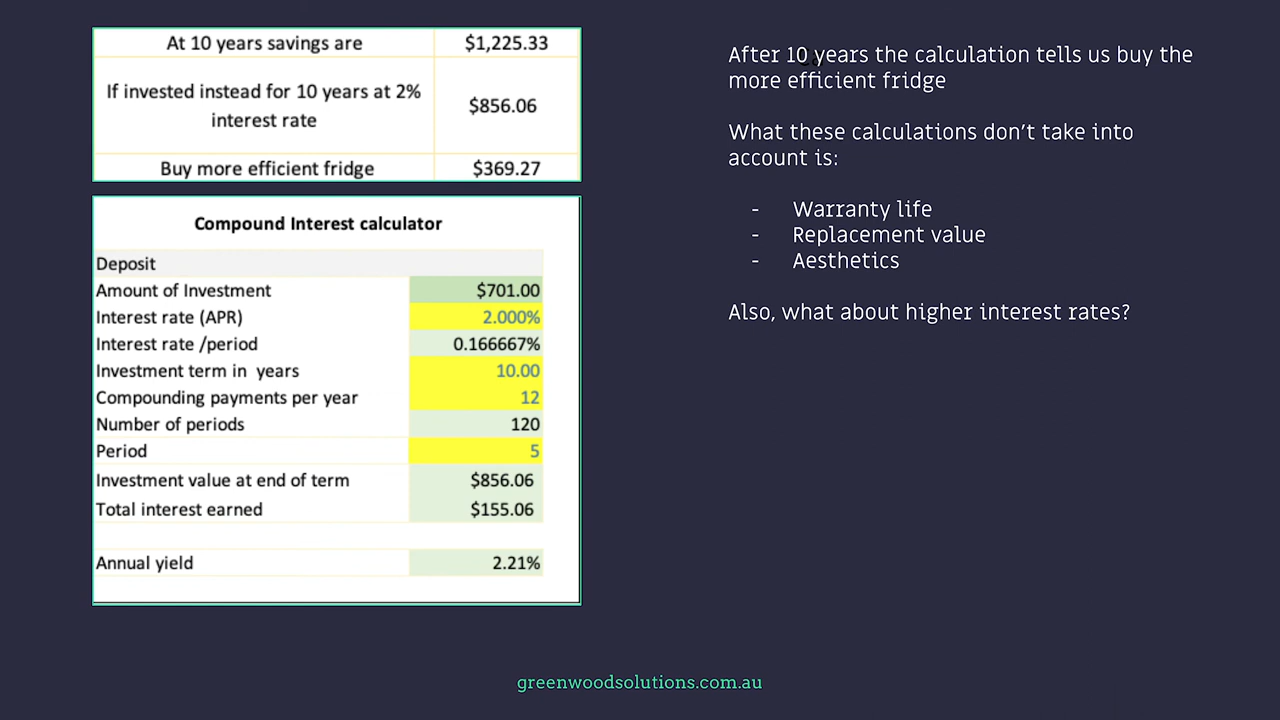 At 10 years savings are $1,225.33
If invested instead for 10 years at 2%
interest rate $856.06
Buy more efficient fridge $369.27
Compound Interest calculator
Deposit
Amount of Investment $701.00
Interest rate (APR) 2.000%
Interest rate /period 0.166667%
Investment term in years 10.00
Compounding payments per year 12
Number of periods 120
Period 5
Investment value at end of term $856.06
Total interest earned $155.06
Annual yield 2.21%
After 10 years the calculation tells us buy the
more efficient fridge
What these calculations don't take into
account is:
- Warranty life
- Replacement value
- Aesthetics
Also, what about higher interest rates?
greenwoodsolutions.com.au